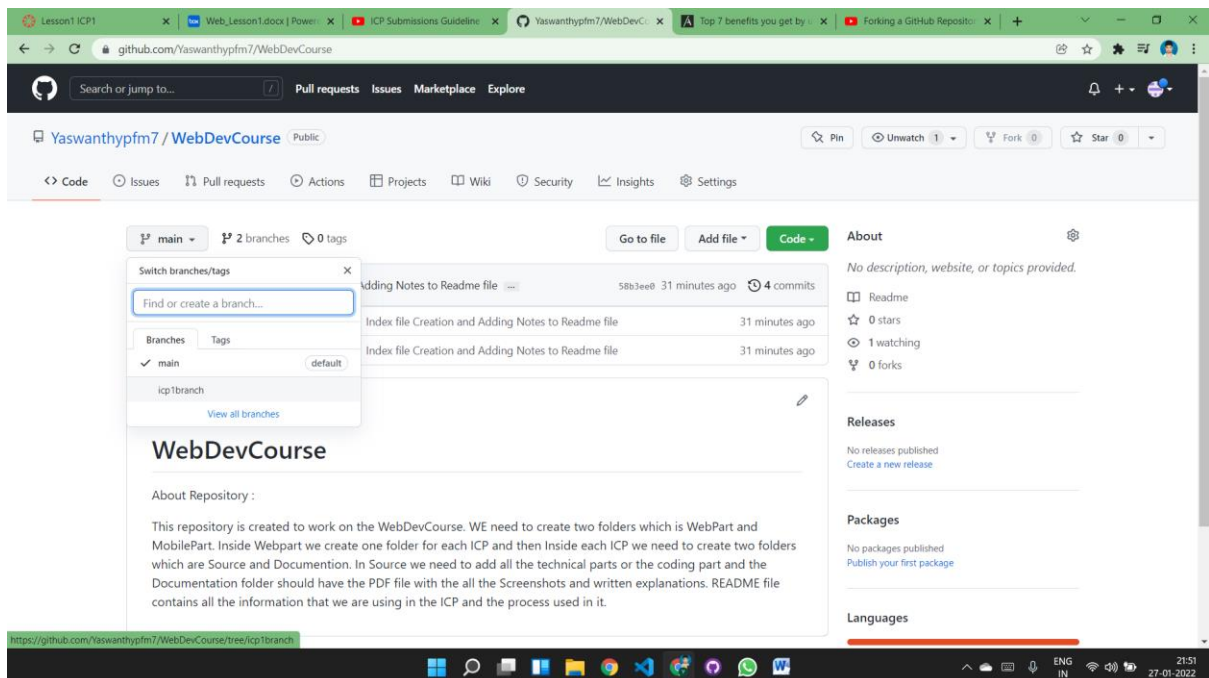 Lesson1 ICP1
Web_Lesson1.docx | Power
ICP Submissions Guideline
Yaswanthypfm7/WebDevCo
Top 7 benefits you get by u
Forking a GitHub Repositor
github.com/Yaswanthypfm7/WebDevCourse
Search or jump to... /
Pull requests Issues Marketplace Explore
Yaswanthypfm7 / WebDevCourse Public
Pin
Unwatch 1
Fork 0
Star 0
Code Issues Pull requests Actions Projects Wiki Security Insights Settings
main 2 branches 0 tags
Go to file Add file Code
Switch branches/tags
Find or create a branch...
Branches Tags
main default
icp1branch
View all branches
Adding Notes to Readme file ... 58b3ee0 31 minutes ago 4 commits
Index file Creation and Adding Notes to Readme file 31 minutes ago
Index file Creation and Adding Notes to Readme file 31 minutes ago
WebDevCourse
About Repository :
This repository is created to work on the WebDevCourse. WE need to create two folders which is WebPart and
MobilePart. Inside Webpart we create one folder for each ICP and then Inside each ICP we need to create two folders
which are Source and Documention. In Source we need to add all the technical parts or the coding part and the
Documentation folder should have the PDF file with the all the Screenshots and written explanations. README file
contains all the information that we are using in the ICP and the process used in it.
About
No description, website, or topics provided.
Readme
0 stars
1 watching
0 forks
Releases
No releases published
Create a new release
Packages
No packages published
Publish your first package
Languages
https://github.com/Yaswanthypfm7/WebDevCourse/tree/icp1branch
ENG
IN
21:51
27-01-2022